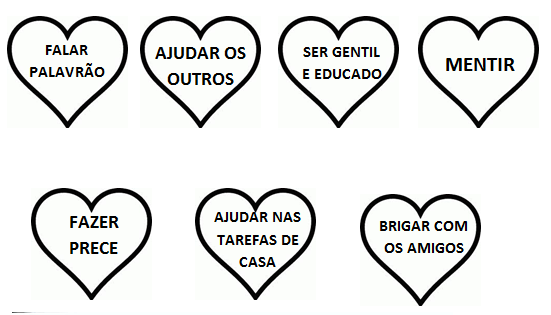 FALAR
PALAVRÃO
AJUDAR OS
OUTROS
SER GENTIL
E EDUCADO
MENTIR
FAZER
PRECE
AJUDAR NAS
TAREFAS DE
CASA
BRIGAR COM
OS AMIGOS